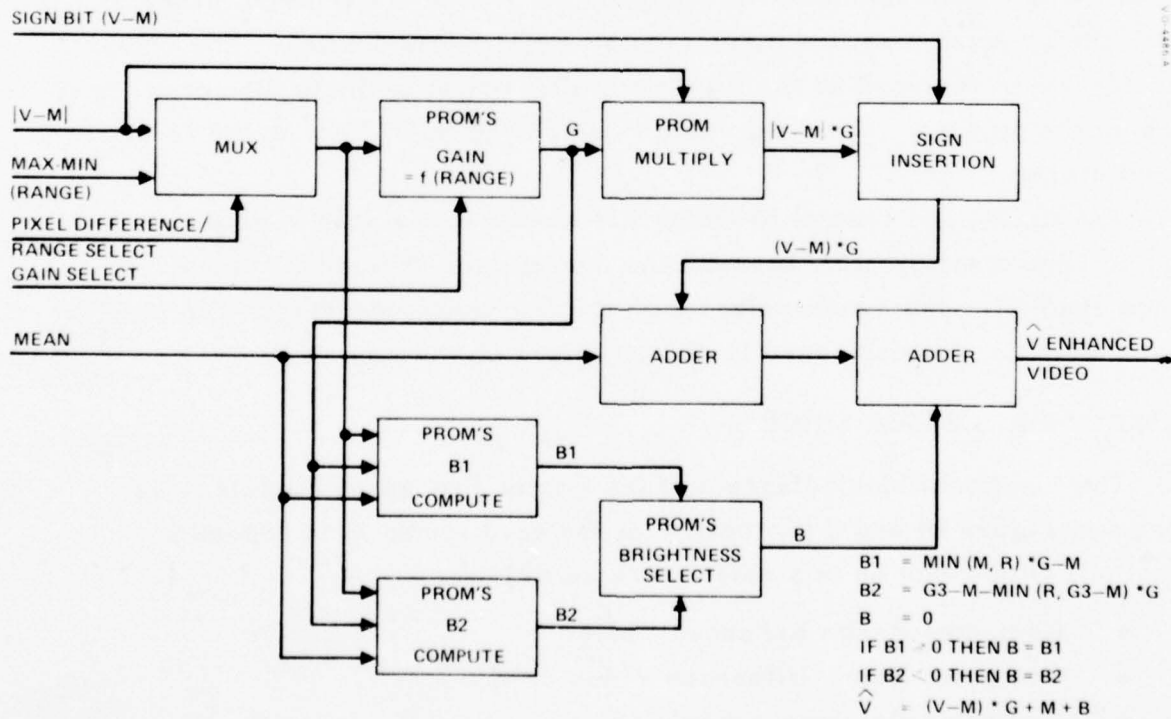 SIGN BIT (V-M)
|V-M|
MAX-MIN
(RANGE)
PIXEL DIFFERENCE/
RANGE SELECT
GAIN SELECT
MUX
PROM'S
GAIN
= f (RANGE)
G
PROM
MULTIPLY
|V-M| *G
SIGN
INSERTION
(V-M) *G
MEAN
ADDER
ADDER
V̂ ENHANCED
VIDEO
PROM'S
B1
COMPUTE
B1
PROM'S
BRIGHTNESS
SELECT
B
PROM'S
B2
COMPUTE
B2
B1 = MIN (M, R) *G-M
B2 = G3-M-MIN (R, G3-M) *G
B = 0
IF B1 0 THEN B = B1
IF B2 < 0 THEN B = B2
V̂ = (V-M) * G + M + B